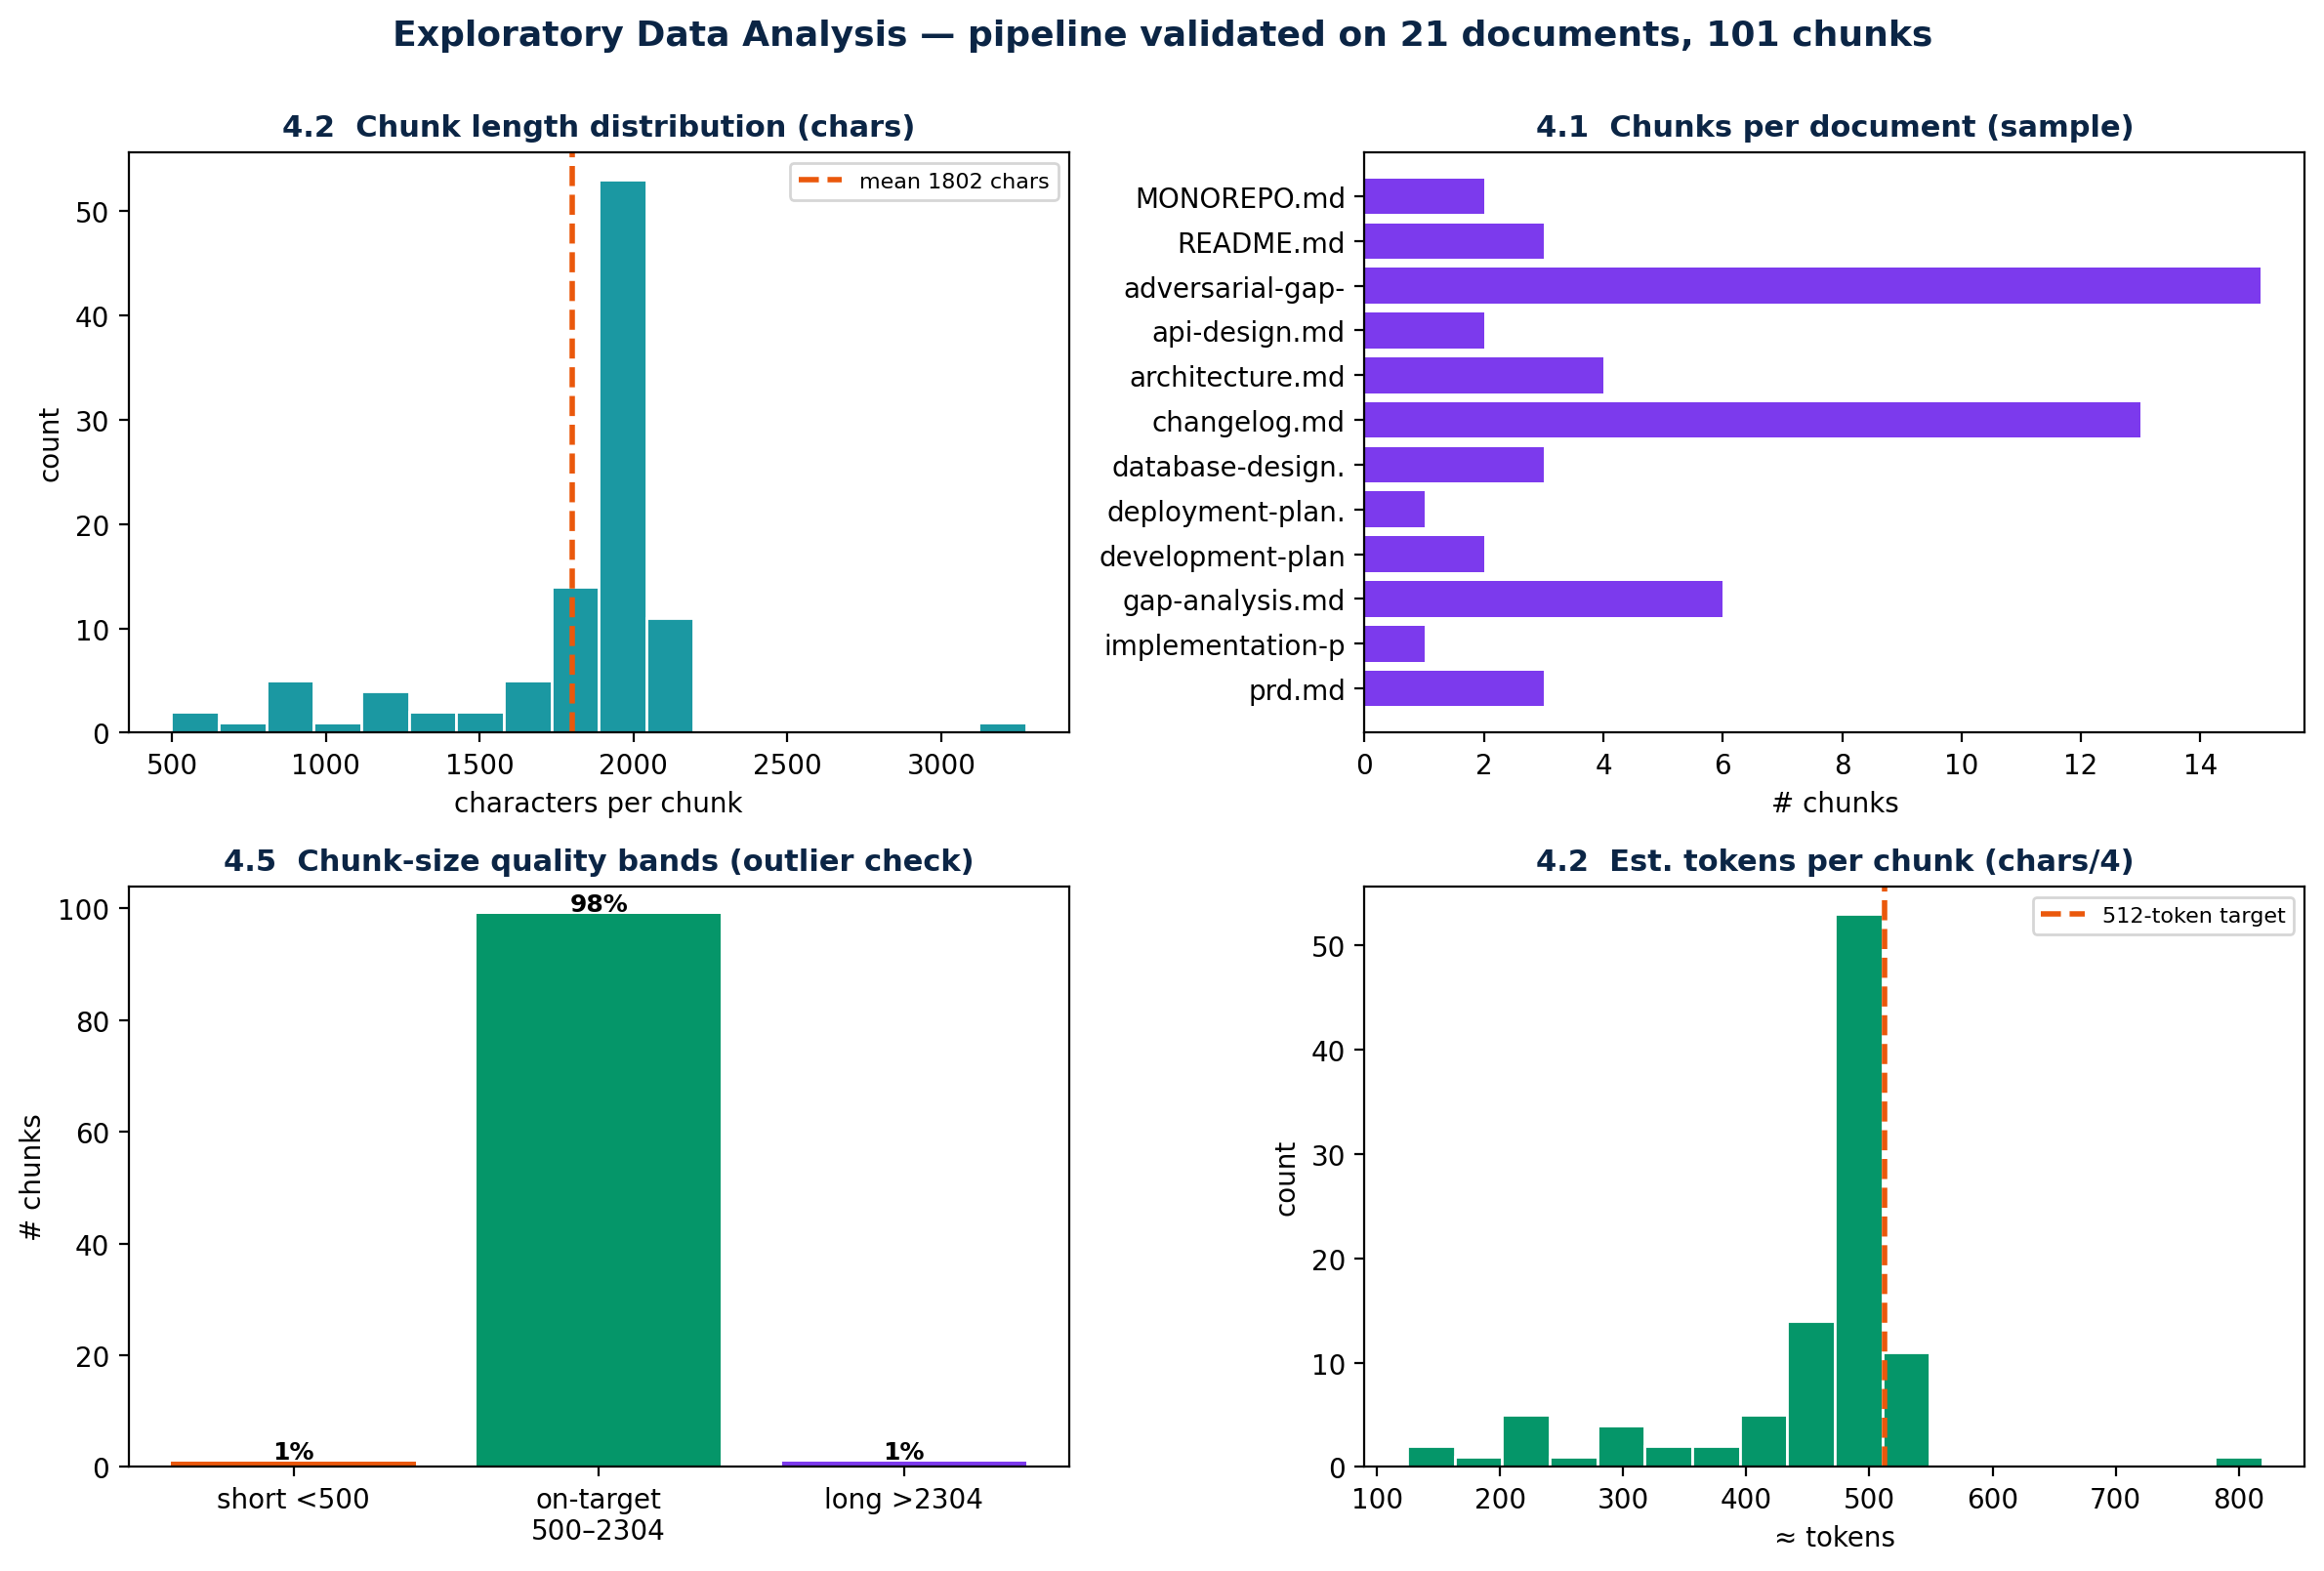 Exploratory Data Analysis — pipeline validated on 21 documents, 101 chunks
4.2  Chunk length distribution (chars)
mean 1802 chars
50
40
30
20
10
0
count
500 1000 1500 2000 2500 3000
characters per chunk
4.1  Chunks per document (sample)
MONOREPO.md
README.md
adversarial-gap-
api-design.md
architecture.md
changelog.md
database-design.
deployment-plan.
development-plan
gap-analysis.md
implementation-p
prd.md
0 2 4 6 8 10 12 14
# chunks
4.5  Chunk-size quality bands (outlier check)
100
80
60
40
20
0
# chunks
1%
98%
1%
short <500
on-target
500–2304
long >2304
4.2  Est. tokens per chunk (chars/4)
512-token target
50
40
30
20
10
0
count
100 200 300 400 500 600 700 800
≈ tokens